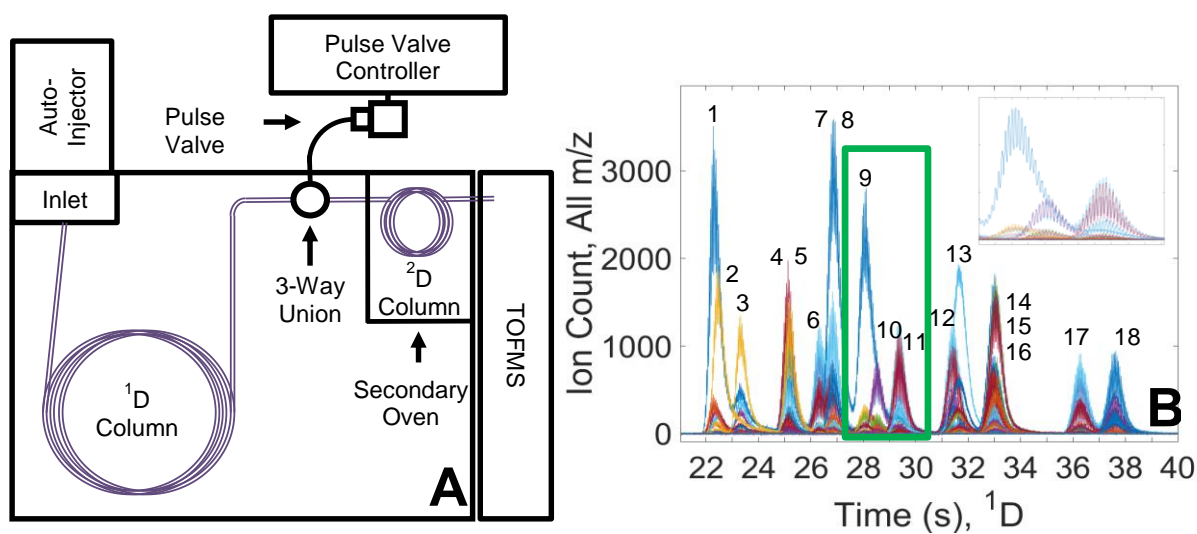 Auto-
Injector
Pulse Valve
Controller
Pulse
Valve
Inlet
3-Way
Union
²D
Column
Secondary
Oven
TOFMS
¹D
Column
A
Ion Count, All m/z
3000
2000
1000
0
1
2
3
4 5
6
7 8
9
10
11
12
13
14
15
16
17
18
22 24 26 28 30 32 34 36 38 40
Time (s), ¹D
B